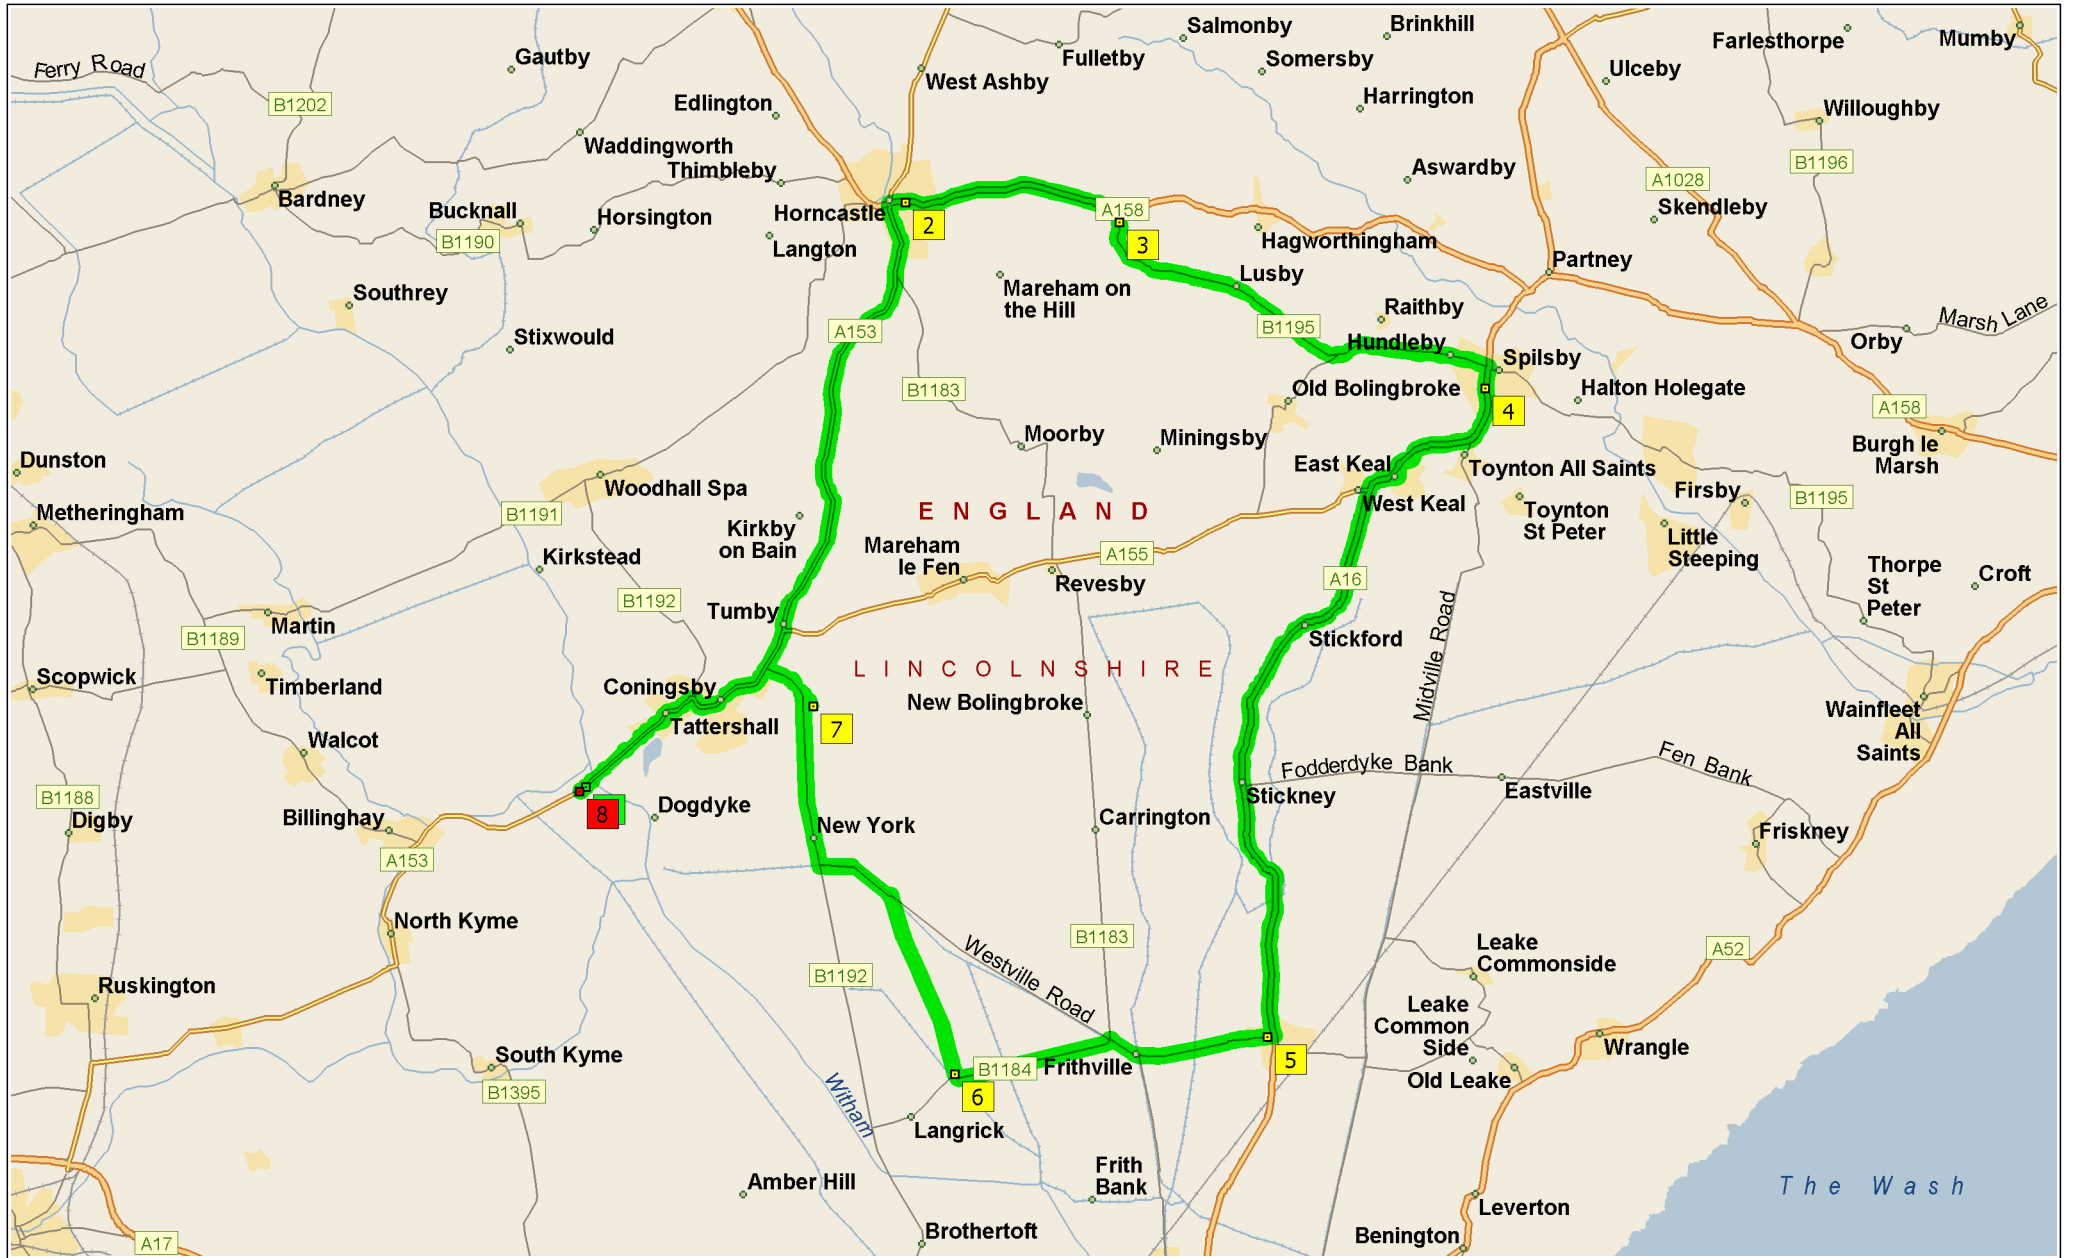 Salmonby
Brinkhill
Farlesthorpe
Mumby
Gautby
Fulletby
Somersby
Ulceby
Ferry Road
West Ashby
Edlington
Harrington
B1202
Willoughby
Waddingworth
Thimbleby
Aswardby
B1196
A1028
Bardney
Bucknall
Horsington
Horncastle
2
A158
Skendleby
B1190
Langton
3
Hagworthingham
Partney
Lusby
Southrey
Mareham on
the Hill
Raithby
Marsh Lane
Stixwould
A153
B1195
Hundleby
Spilsby
Orby
B1183
Old Bolingbroke
Halton Holegate
4
A158
Moorby
Miningsby
Burgh le
Marsh
Dunston
East Keal
Toynton All Saints
Woodhall Spa
Firsby
B1195
Metheringham
B1191
ENGLAND
West Keal
Toynton
St Peter
Kirkby
on Bain
Mareham
le Fen
A155
Little
Steeping
Kirkstead
Revesby
A16
Thorpe
St
Peter
Croft
B1192
Tumby
Martin
B1189
Stickford
Midville Road
Scopwick
LINCOLNSHIRE
Timberland
Coningsby
New Bolingbroke
Tattershall
Wainfleet
All
Saints
7
Walcot
Fodderdyke Bank
Fen Bank
B1188
Stickney
Eastville
8
Dogdyke
Digby
Billinghay
New York
Carrington
Friskney
A153
North Kyme
B1183
Westville Road
Leake
Commonside
A52
B1192
Ruskington
Leake
Common
Side
South Kyme
B1184
Frithville
5
Wrangle
Old Leake
B1395
6
Witham
Langrick
Frith
Bank
Amber Hill
The Wash
Leverton
Brothertoft
Benington
A17